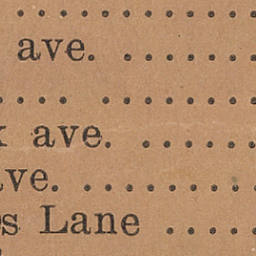 ave. . . . . . .
ave. . . . . . .
ve. . . . . . . . .
s Lane . . . . .